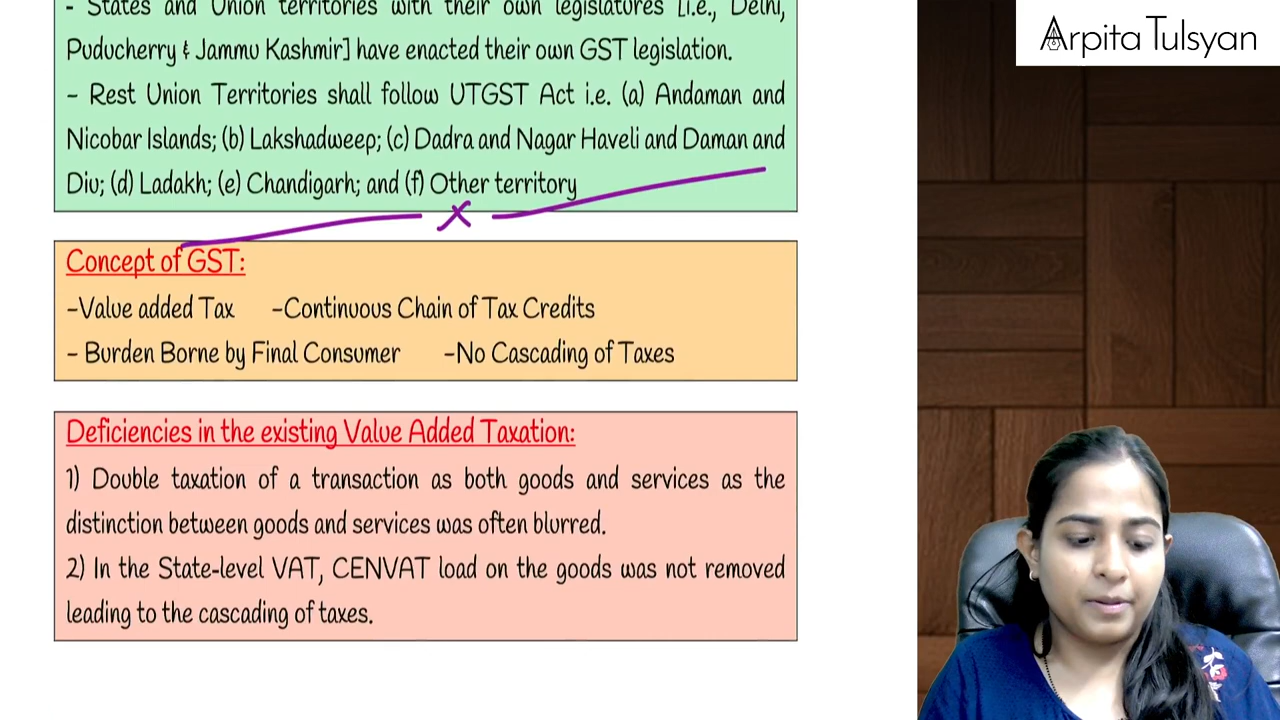 - States and Union territories with their own legislatures [i.e., Delhi,
Puducherry & Jammu Kashmir] have enacted their own GST legislation.
- Rest Union Territories shall follow UTGST Act i.e. (a) Andaman and
Nicobar Islands; (b) Lakshadweep; (c) Dadra and Nagar Haveli and Daman and
Diu; (d) Ladakh; (e) Chandigarh; and (f) Other territory
Concept of GST:
-Value added Tax -Continuous Chain of Tax Credits
- Burden Borne by Final Consumer -No Cascading of Taxes
Deficiencies in the existing Value Added Taxation:
1) Double taxation of a transaction as both goods and services as the
distinction between goods and services was often blurred.
2) In the State-level VAT, CENVAT load on the goods was not removed
leading to the cascading of taxes.
Arpita Tulsyan